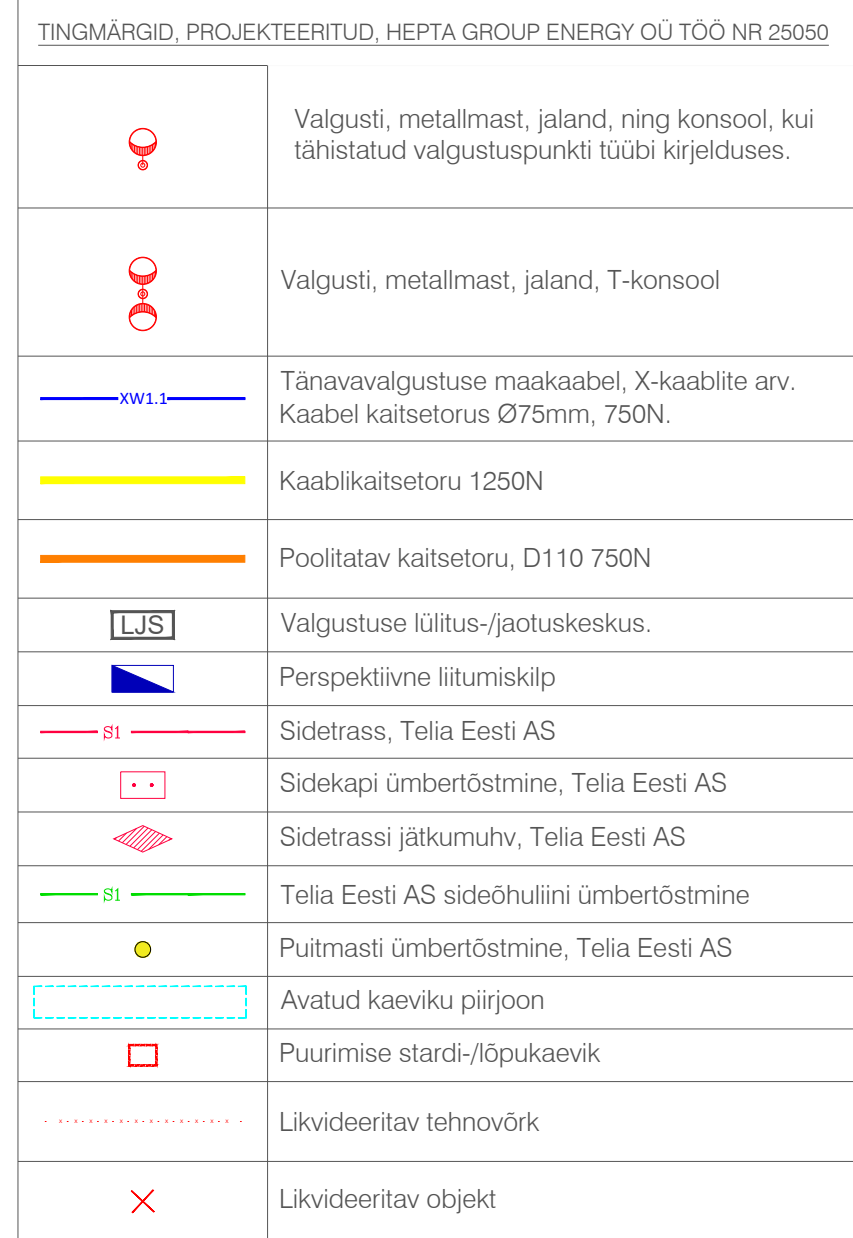 TINGMÄRGID, PROJEKTEERITUD, HEPTA GROUP ENERGY OÜ TÖÖ NR 25050
Valgusti, metallmast, jaland, ning konsool, kui
tähistatud valgustuspunkti tüübi kirjelduses.
Valgusti, metallmast, jaland, T-konsool
XW1.1
Tänavavalgustuse maakaabel, X-kaablite arv.
Kaabel kaitsetorus Ø75mm, 750N.
Kaablikaitsetoru 1250N
Poolitatav kaitsetoru, D110 750N
LJS
Valgustuse lülitus-/jaotuskeskus.
Perspektiivne liitumiskilp
S1
Sidetrass, Telia Eesti AS
Sidekapi ümbertõstmine, Telia Eesti AS
Sidetrassi jätkumuhv, Telia Eesti AS
S1
Telia Eesti AS sideõhuliini ümbertõstmine
Puitmasti ümbertõstmine, Telia Eesti AS
Avatud kaeviku piirjoon
Puurimise stardi-/lõpukaevik
Likvideeritav tehnovõrk
Likvideeritav objekt